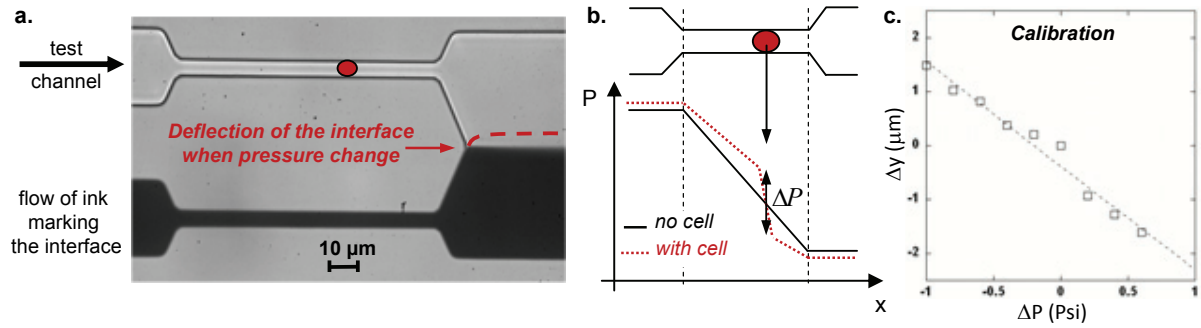 a.
test
channel
Deflection of the interface
when pressure change
flow of ink
marking
the interface
10 µm
b.
P
ΔP
no cell
with cell
x
c.
Calibration
2
1
0
-1
-2
Δy (µm)
-1
-0.5
0
0.5
1
ΔP (Psi)